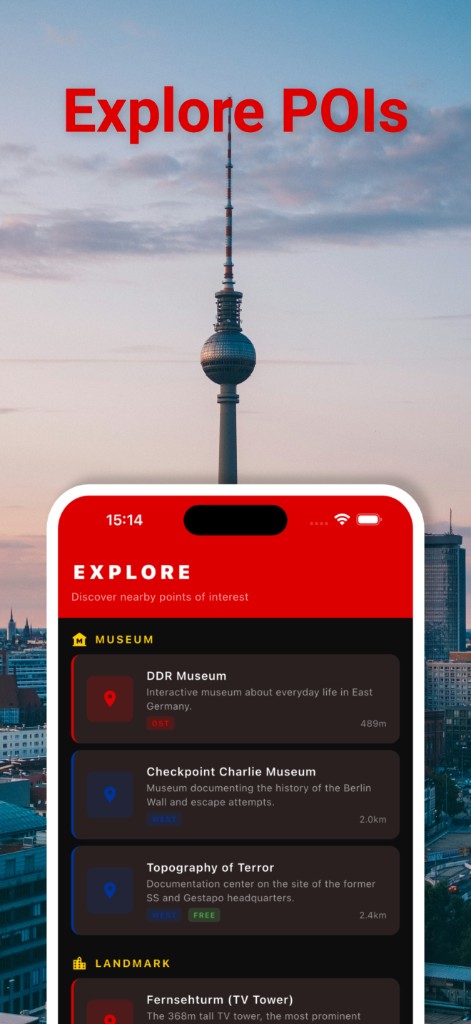 Explore POIs
15:14
EXPLORE
Discover nearby points of interest
MUSEUM
DDR Museum
Interactive museum about everyday life in East
Germany.
OST
489m
Checkpoint Charlie Museum
Museum documenting the history of the Berlin
Wall and escape attempts.
WEST
2.0km
Topography of Terror
Documentation center on the site of the former
SS and Gestapo headquarters.
WEST
FREE
2.4km
LANDMARK
Fernsehturm (TV Tower)
The 368m tall TV tower, the most prominent